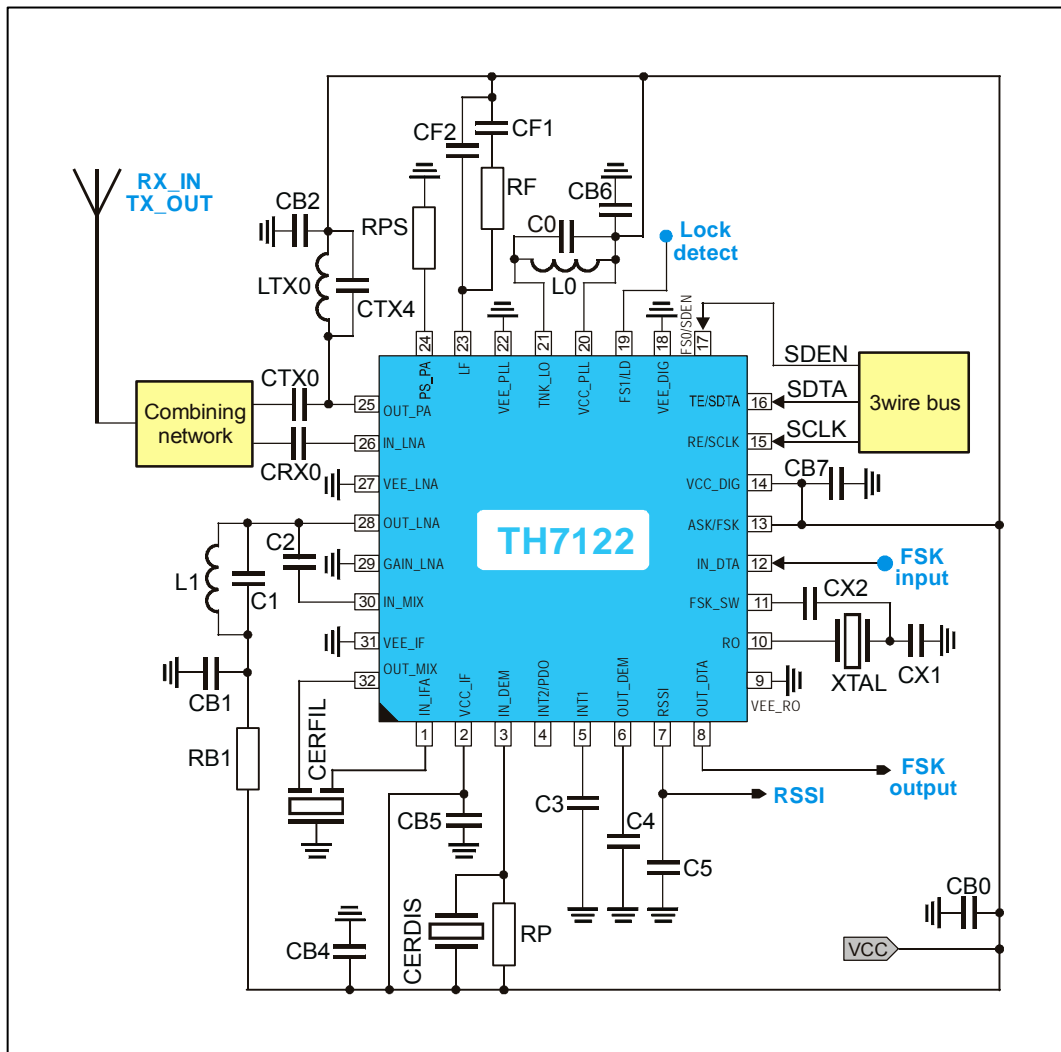 CF2
CF1
RX_IN
TX_OUT
CB2
RPS
RF
CB6
C0
Lock
detect
LTX0
CTX4
L0
24
23
22
21
20
19
18
17
FS0/SDEN
PS_PA
LF
VEE_PLL
TNK_LO
VCC_PLL
FS1/LD
VEE_DIG
SDEN
CTX0
Combining
network
25
OUT_PA
TE/SDTA
16
SDTA
3wire bus
26
IN_LNA
RE/SCLK
15
SCLK
CRX0
27
VEE_LNA
VCC_DIG
14
CB7
28
OUT_LNA
ASK/FSK
13
C2
TH7122
29
GAIN_LNA
IN_DTA
12
FSK
input
L1
C1
30
IN_MIX
FSK_SW
11
CX2
31
VEE_IF
RO
10
CB1
32
OUT_MIX
XTAL
CX1
9
VEE_RO
IN_IFA
VCC_IF
IN_DEM
INT2/PDO
INT1
OUT_DEM
RSSI
OUT_DTA
1
2
3
4
5
6
7
8
RB1
CERFIL
FSK
output
RSSI
CB5
C3
C4
C5
CERDIS
RP
CB4
CB0
VCC